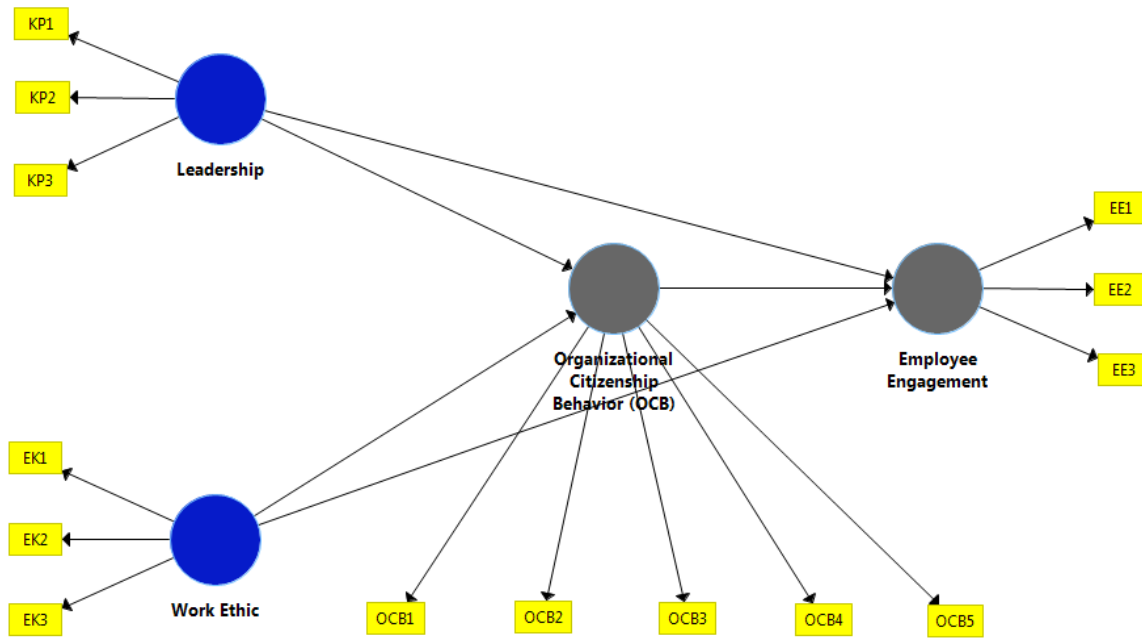 KP1
KP2
KP3
Leadership
EE1
EE2
EE3
Organizational
Citizenship
Behavior (OCB)
Employee
Engagement
EK1
EK2
EK3
Work Ethic
OCB1
OCB2
OCB3
OCB4
OCB5